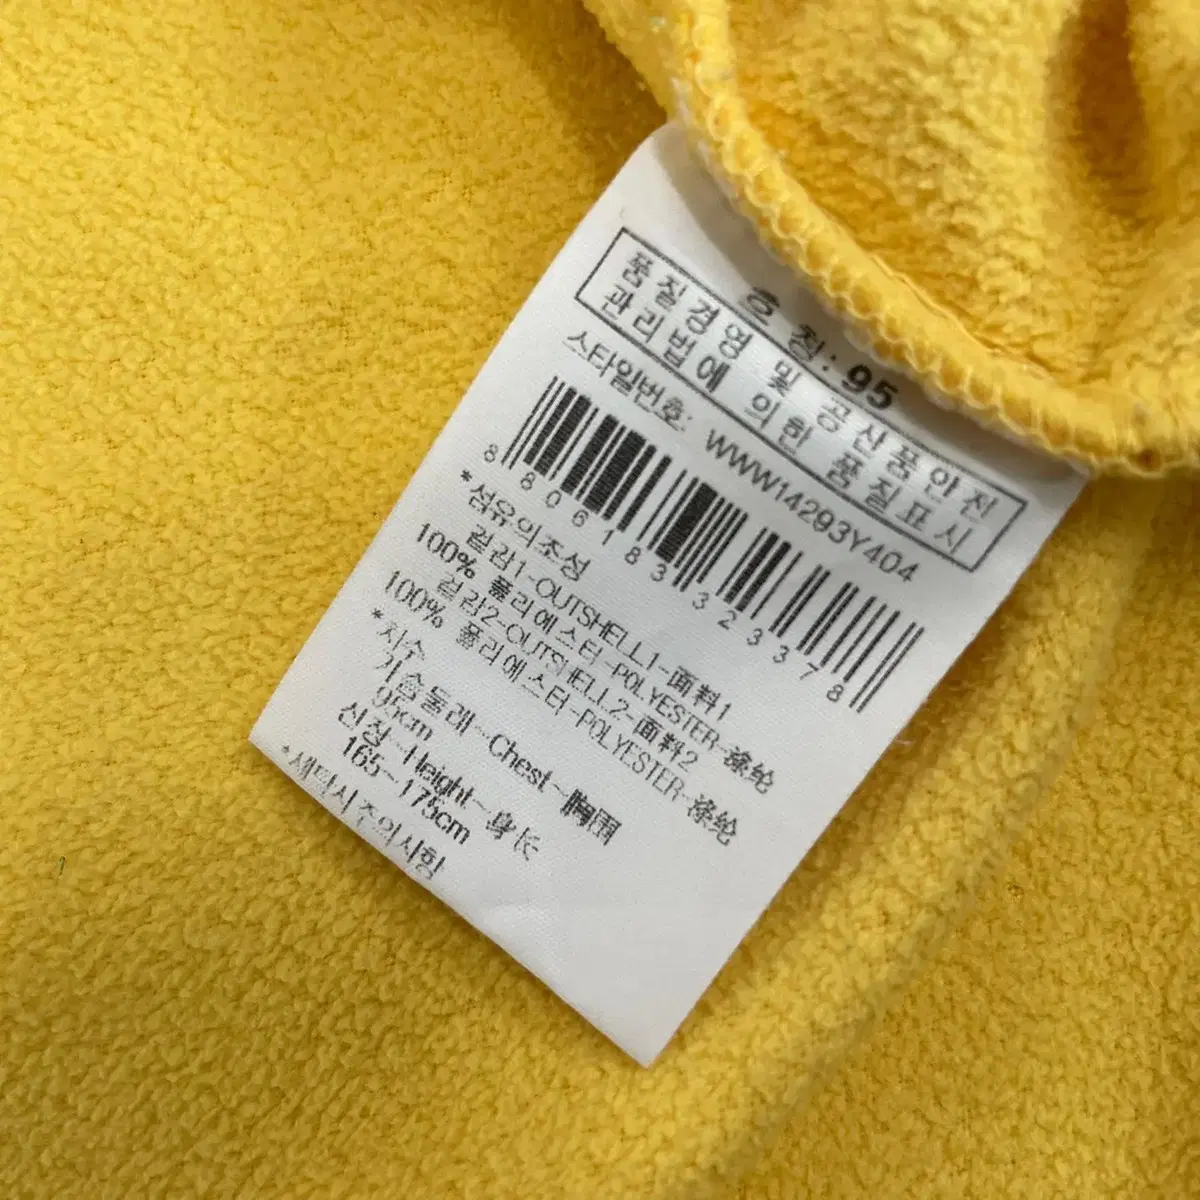 호 칭: 95
품질경영 및 공산품안전
관리법에 의한 품질표시
스타일번호: WWW14293Y404
8 806183 323378
*섬유의조성
겉감1-OUTSHELL1-面料1
100% 폴리에스터-POLYESTER-涤纶
겉감2-OUTSHELL2-面料2
100% 폴리에스터-POLYESTER-涤纶
*치수
가슴둘레-Chest-胸围
95cm
신장-Height-身长
165-175cm
*세탁시주의사항